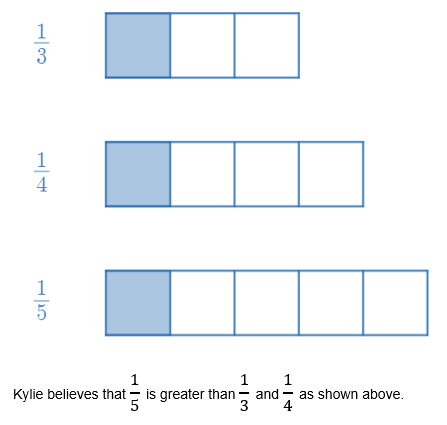 1/3
1/4
1/5
Kylie believes that 1/5 is greater than 1/3 and 1/4 as shown above.